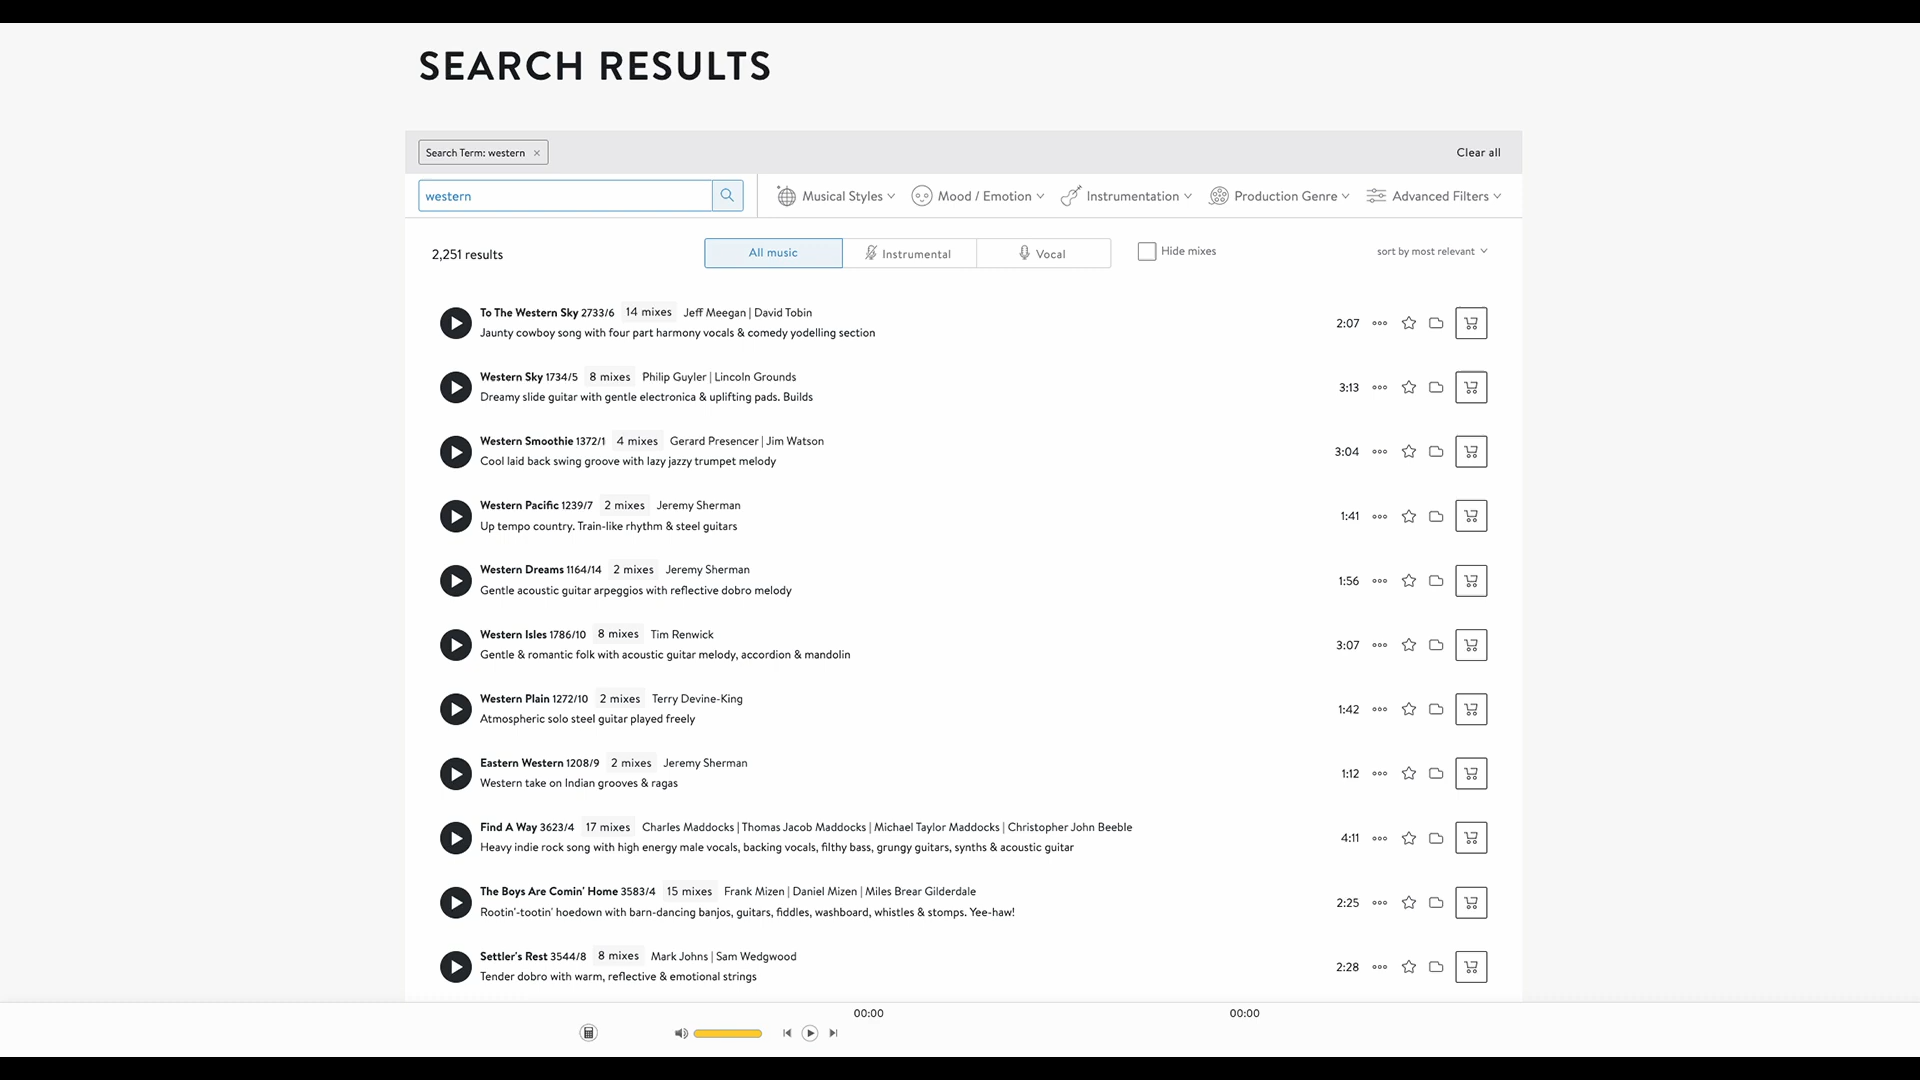 SEARCH RESULTS
Search Term: western ×
Clear all
western
Musical Styles
Mood / Emotion
Instrumentation
Production Genre
Advanced Filters
2,251 results
All music
Instrumental
Vocal
Hide mixes
sort by most relevant
To The Western Sky 2733/6 14 mixes Jeff Meegan | David Tobin
Jaunty cowboy song with four part harmony vocals & comedy yodelling section
2:07
Western Sky 1734/5 8 mixes Philip Guyler | Lincoln Grounds
Dreamy slide guitar with gentle electronica & uplifting pads. Builds
3:13
Western Smoothie 1372/1 4 mixes Gerard Presencer | Jim Watson
Cool laid back swing groove with lazy jazzy trumpet melody
3:04
Western Pacific 1239/7 2 mixes Jeremy Sherman
Up tempo country. Train-like rhythm & steel guitars
1:41
Western Dreams 1164/14 2 mixes Jeremy Sherman
Gentle acoustic guitar arpeggios with reflective dobro melody
1:56
Western Isles 1786/10 8 mixes Tim Renwick
Gentle & romantic folk with acoustic guitar melody, accordion & mandolin
3:07
Western Plain 1272/10 2 mixes Terry Devine-King
Atmospheric solo steel guitar played freely
1:42
Eastern Western 1208/9 2 mixes Jeremy Sherman
Western take on Indian grooves & ragas
1:12
Find A Way 3623/4 17 mixes Charles Maddocks | Thomas Jacob Maddocks | Michael Taylor Maddocks | Christopher John Beeble
Heavy indie rock song with high energy male vocals, backing vocals, filthy bass, grungy guitars, synths & acoustic guitar
4:11
The Boys Are Comin' Home 3583/4 15 mixes Frank Mizen | Daniel Mizen | Miles Brear Gilderdale
Rootin'-tootin' hoedown with barn-dancing banjos, guitars, fiddles, washboard, whistles & stomps. Yee-haw!
2:25
Settler's Rest 3544/8 8 mixes Mark Johns | Sam Wedgwood
Tender dobro with warm, reflective & emotional strings
2:28
00:00
00:00